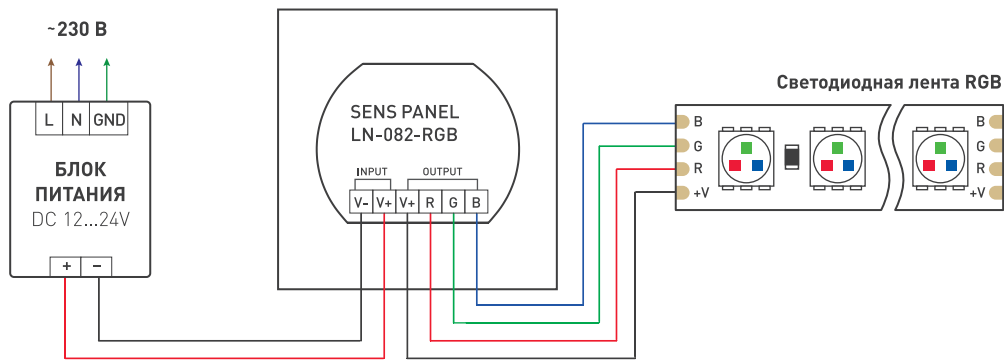 ~230 В
L N GND
БЛОК
ПИТАНИЯ
DC 12...24V
+ −
SENS PANEL
LN-082-RGB
INPUT OUTPUT
V- V+ V+ R G B
Светодиодная лента RGB
B B
G G
R R
+V +V